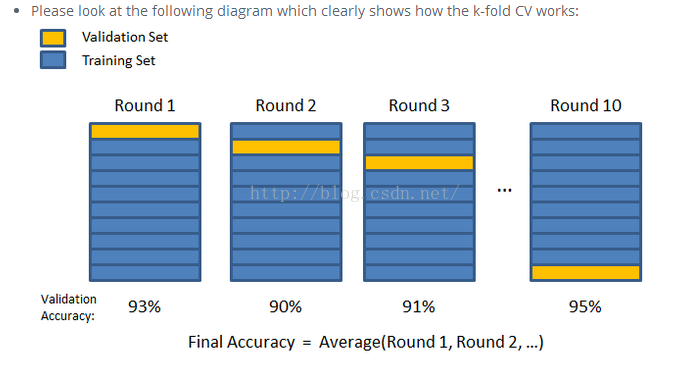 Please look at the following diagram which clearly shows how the k-fold CV works:
Validation Set
Training Set
Round 1
Round 2
Round 3
Round 10
http://blog.csdn.net/
...
Validation
Accuracy:
93%
90%
91%
95%
Final Accuracy = Average(Round 1, Round 2, ...)